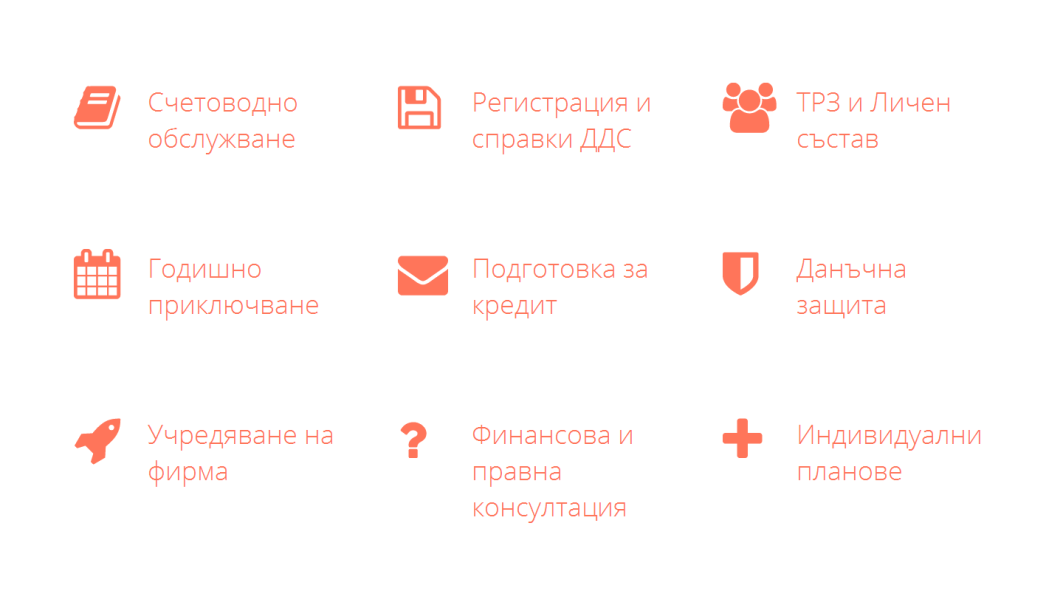 Счетоводно
обслужване
Регистрация и
справки ДДС
ТРЗ и Личен
състав
Годишно
приключване
Подготовка за
кредит
Данъчна
защита
Учредяване на
фирма
Финансова и
правна
консултация
Индивидуални
планове